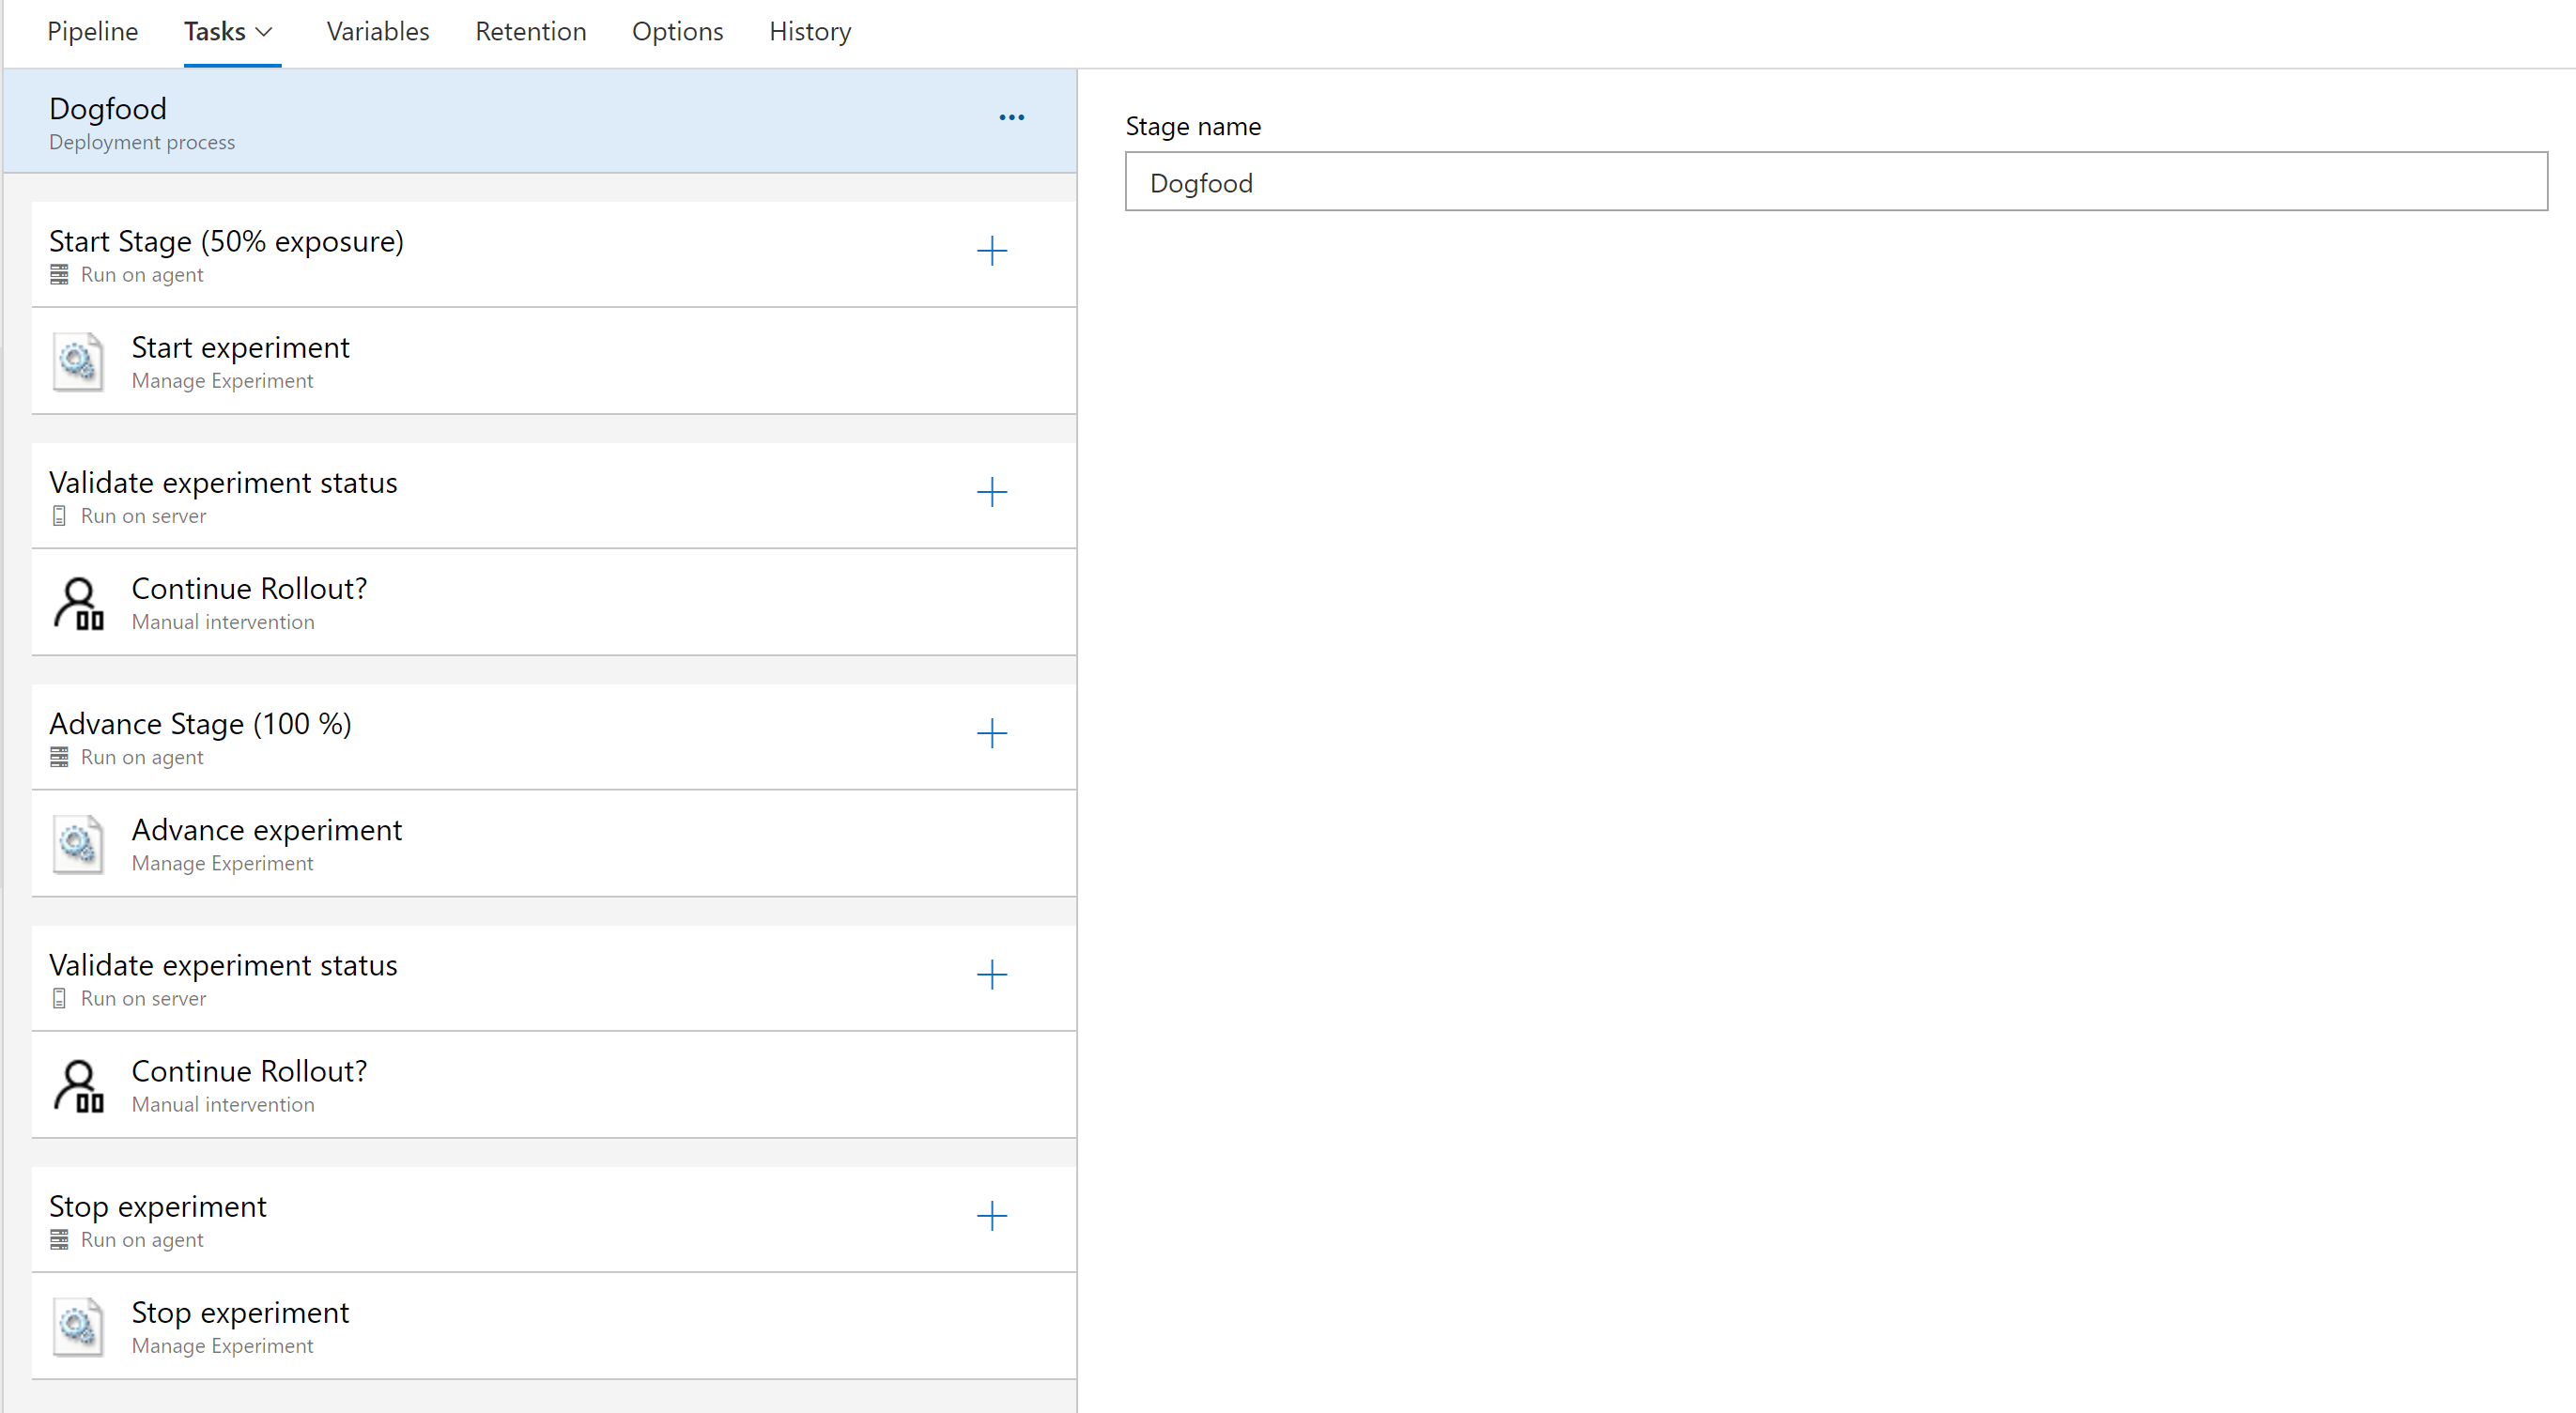 Pipeline Tasks Variables Retention Options History
Dogfood
Deployment process
Stage name
Dogfood
Start Stage (50% exposure)
Run on agent
Start experiment
Manage Experiment
Validate experiment status
Run on server
Continue Rollout?
Manual intervention
Advance Stage (100 %)
Run on agent
Advance experiment
Manage Experiment
Validate experiment status
Run on server
Continue Rollout?
Manual intervention
Stop experiment
Run on agent
Stop experiment
Manage Experiment